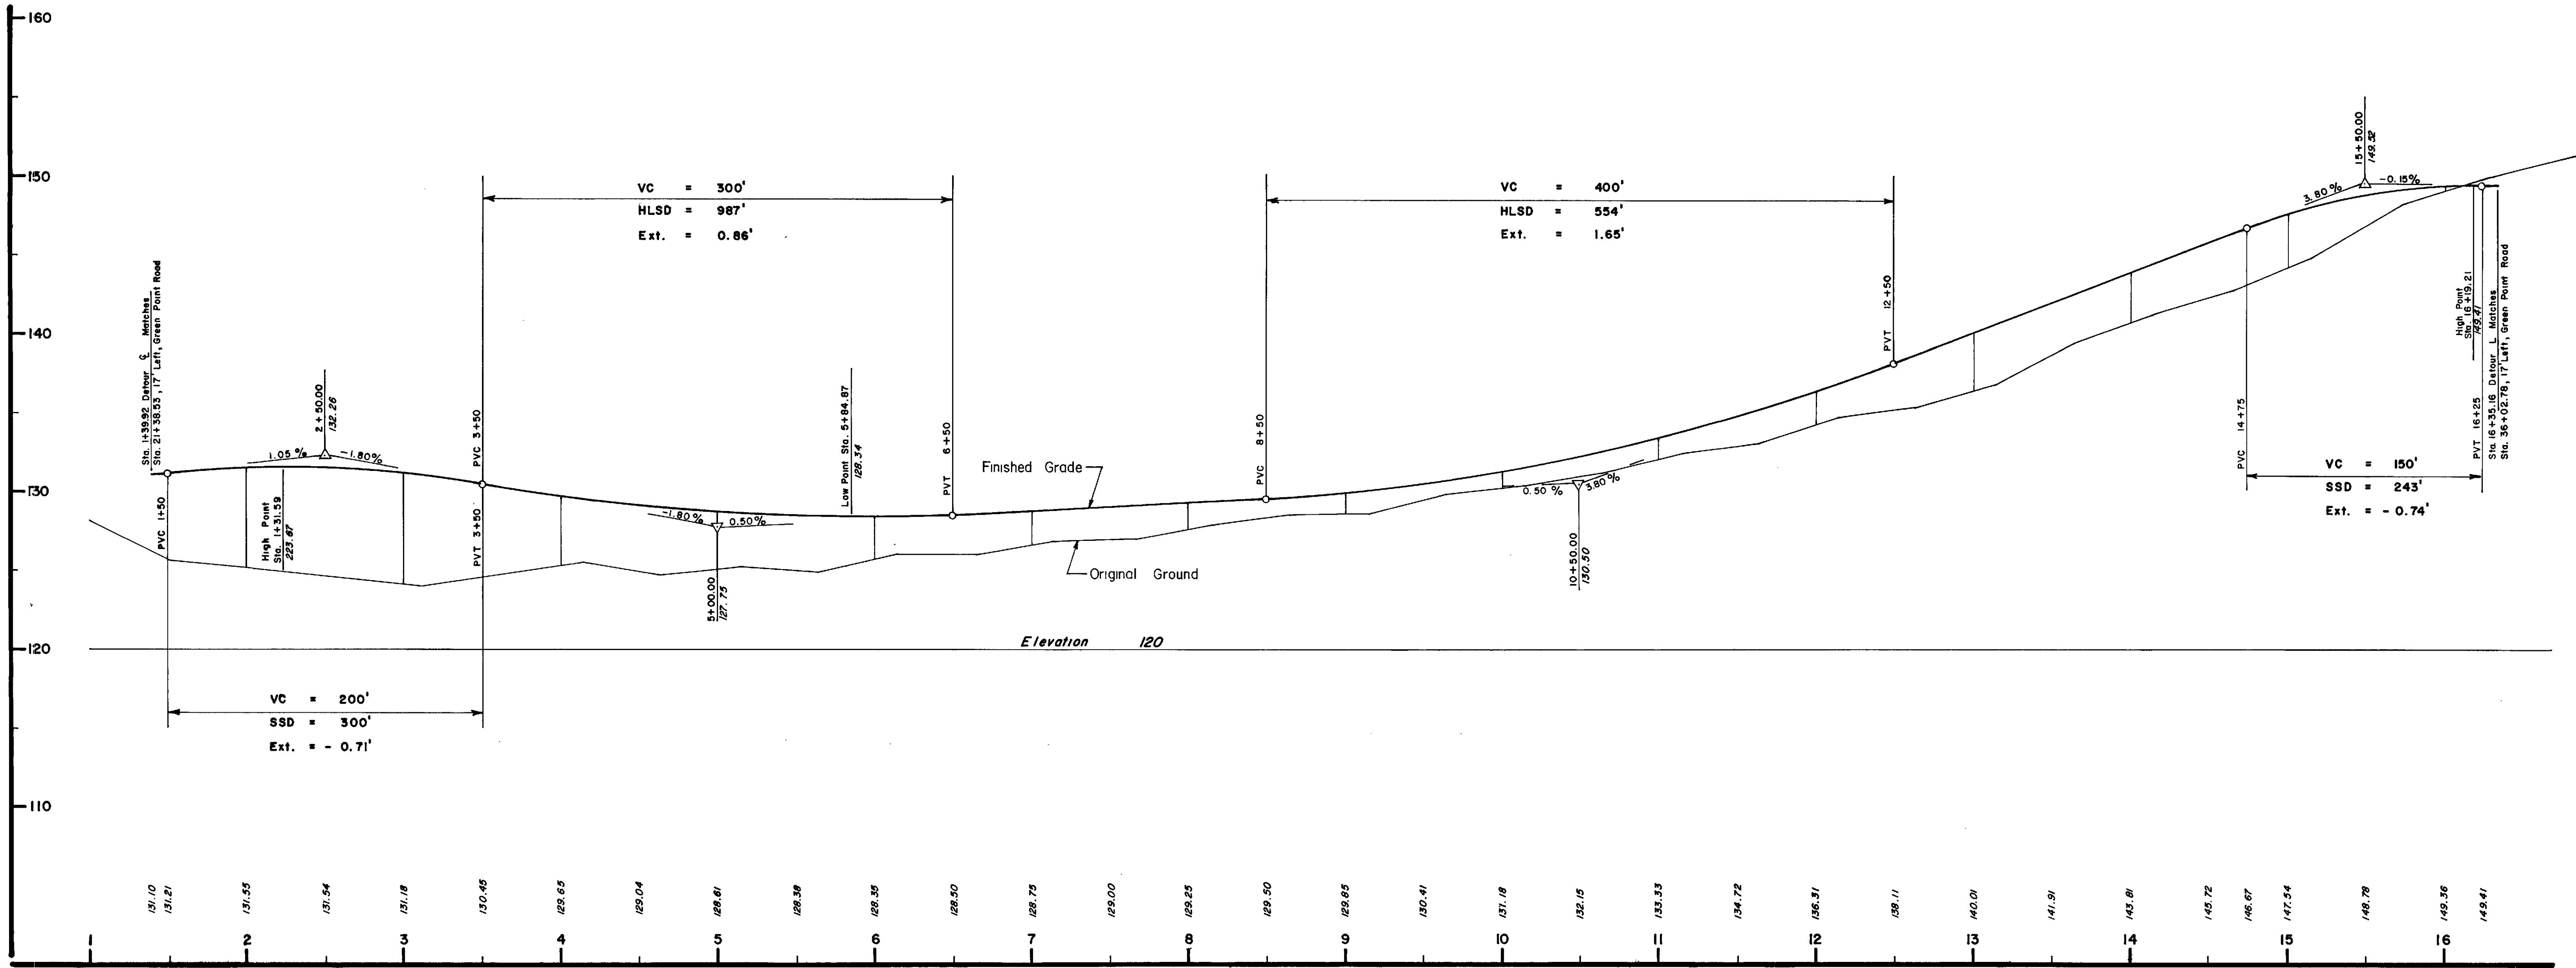 160
150
140
130
120
110
Sta. 1+39.92 Detour ℄ Matches
Sta. 21+38.53, 17' Left, Green Point Road
PVC 1+50
1.05 %
2+50.00
132.26
-1.80%
High Point
Sta. 1+31.59
223.67
VC = 200'
SSD = 300'
Ext. = - 0.71'
PVC 3+50
PVT 3+50
VC = 300'
HLSD = 987'
Ext. = 0.86'
-1.80%
0.50%
5+00.00
127.75
Low Point Sta. 5+84.87
128.34
PVT 6+50
Finished Grade
Original Ground
Elevation 120
PVC 8+50
VC = 400'
HLSD = 554'
Ext. = 1.65'
0.50 %
3.80 %
10+50.00
130.50
PVT 12+50
PVC 14+75
3.80 %
15+50.00
149.52
-0.15%
High Point
Sta. 16+19.21
149.41
PVT 16+25
Sta 16+35.16 Detour L Matches
Sta. 36+02.78, 17' Left, Green Point Road
VC = 150'
SSD = 243'
Ext. = - 0.74'
131.10 131.21 131.55 131.54 131.18 130.45 129.65 129.04 128.61 128.38 128.35 128.50 128.75 129.00 129.25 129.50 129.85 130.41 131.18 132.15 133.33 134.72 136.31 138.11 140.01 141.91 143.81 145.72 146.67 147.54 148.78 149.36 149.41
1 2 3 4 5 6 7 8 9 10 11 12 13 14 15 16